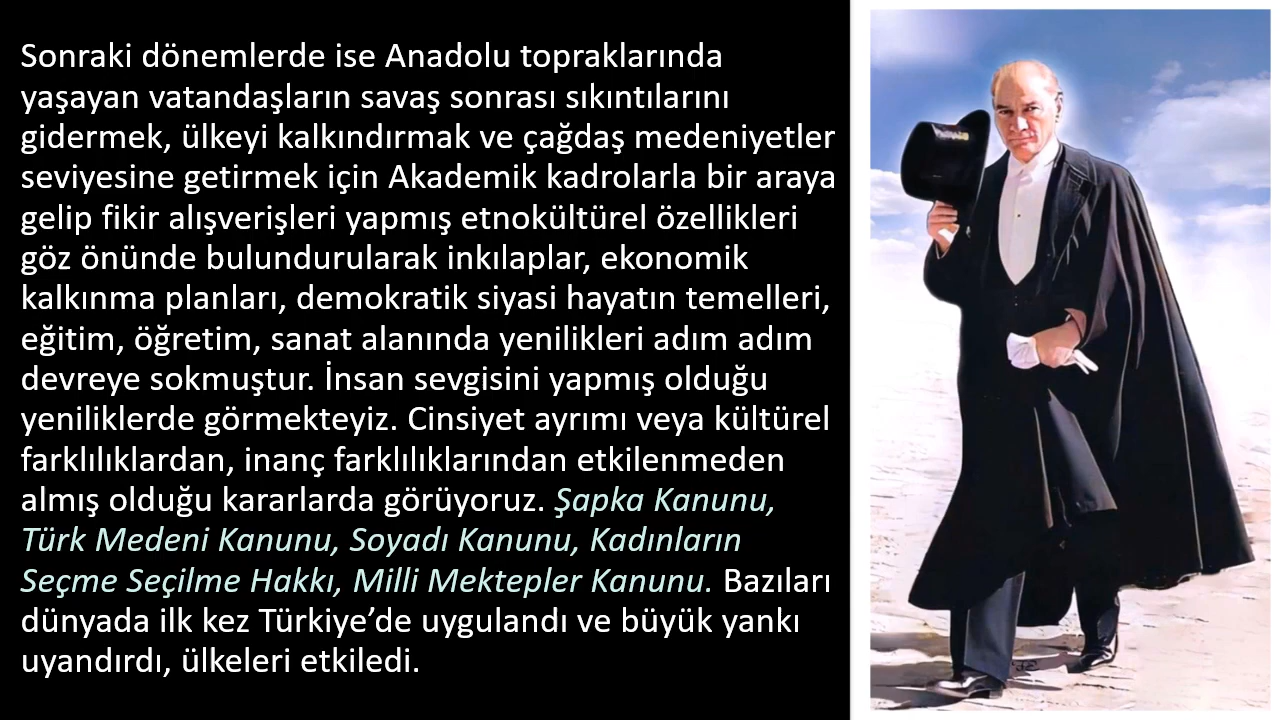 Sonraki dönemlerde ise Anadolu topraklarında
yaşayan vatandaşların savaş sonrası sıkıntılarını
gidermek, ülkeyi kalkındırmak ve çağdaş medeniyetler
seviyesine getirmek için Akademik kadrolarla bir araya
gelip fikir alışverişleri yapmış etnokültürel özellikleri
göz önünde bulundurularak inkılaplar, ekonomik
kalkınma planları, demokratik siyasi hayatın temelleri,
eğitim, öğretim, sanat alanında yenilikleri adım adım
devreye sokmuştur. İnsan sevgisini yapmış olduğu
yeniliklerde görmekteyiz. Cinsiyet ayrımı veya kültürel
farklılıklardan, inanç farklılıklarından etkilenmeden
almış olduğu kararlarda görüyoruz. Şapka Kanunu,
Türk Medeni Kanunu, Soyadı Kanunu, Kadınların
Seçme Seçilme Hakkı, Milli Mektepler Kanunu. Bazıları
dünyada ilk kez Türkiye’de uygulandı ve büyük yankı
uyandırdı, ülkeleri etkiledi.